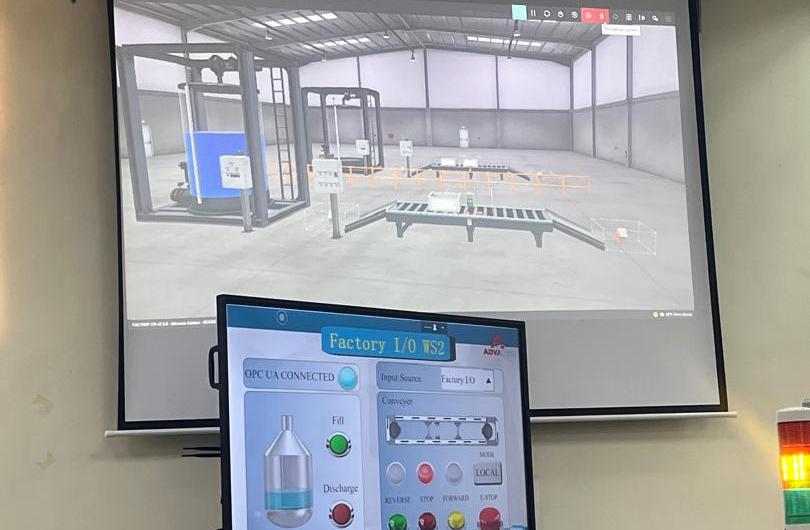 Factory I/O WS2
OPC UA CONNECTED
Input Source
Factory I/O
Conveyer
Fill
MODE
LOCAL
REVERSE
STOP
FORWARD
E-STOP
Discharge